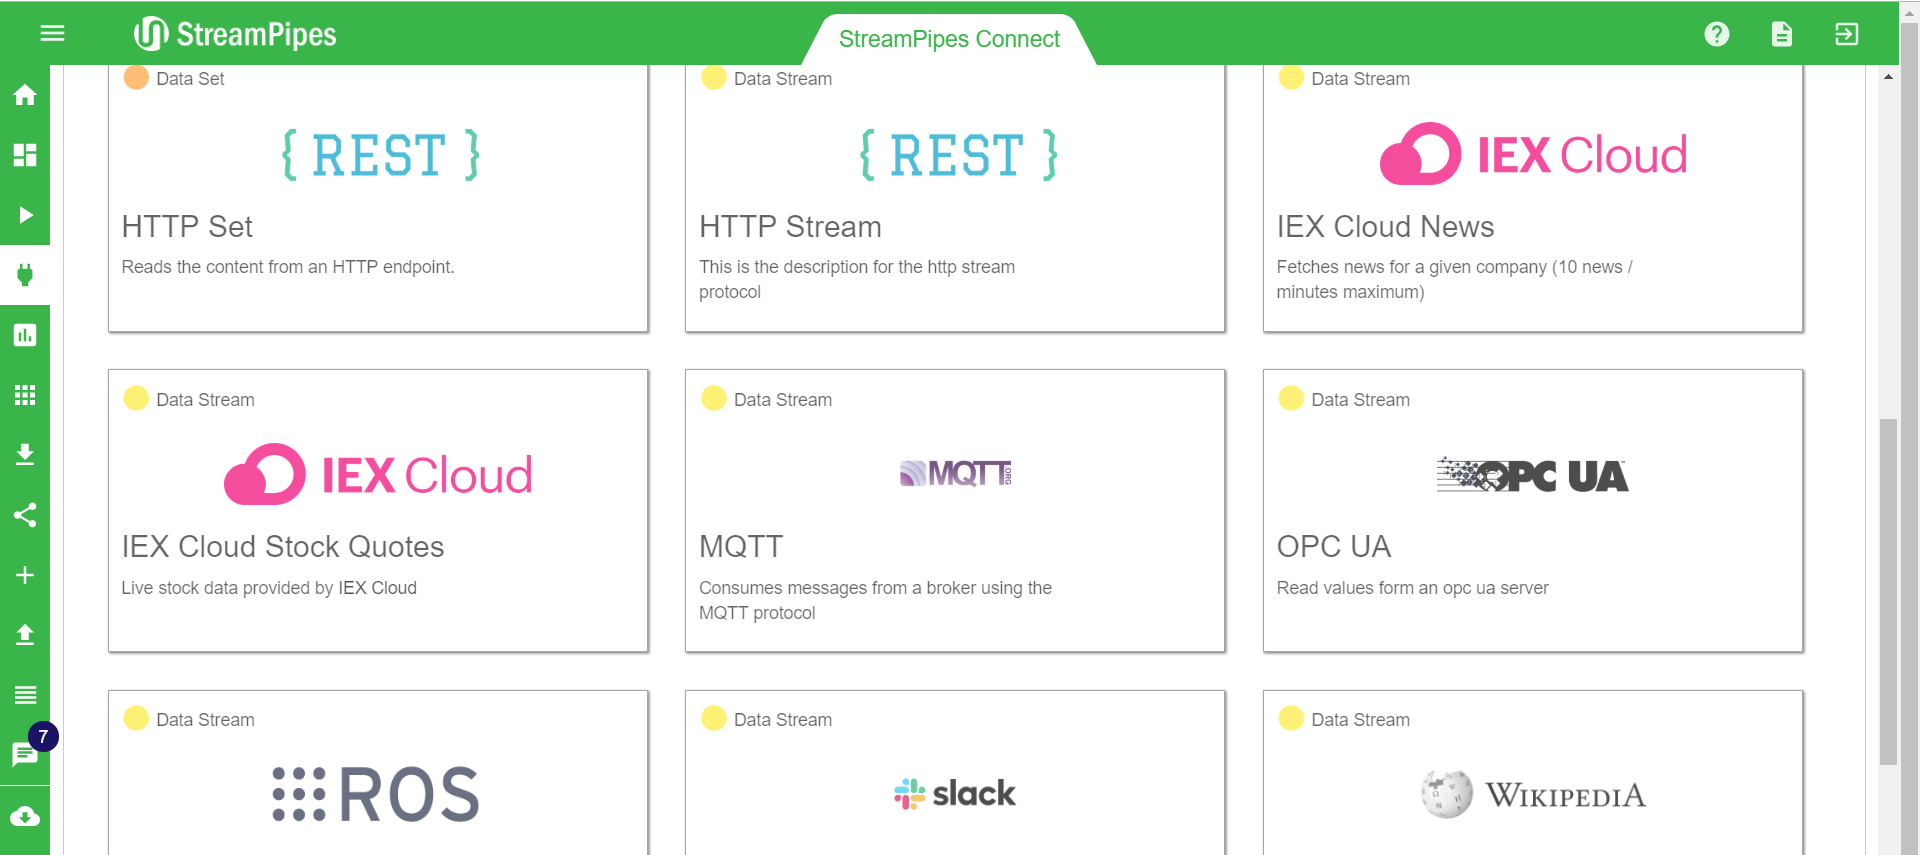 StreamPipes
StreamPipes Connect
Data Set
{ REST }
HTTP Set
Reads the content from an HTTP endpoint.
Data Stream
{ REST }
HTTP Stream
This is the description for the http stream
protocol
Data Stream
IEX Cloud
IEX Cloud News
Fetches news for a given company (10 news /
minutes maximum)
Data Stream
IEX Cloud
IEX Cloud Stock Quotes
Live stock data provided by IEX Cloud
Data Stream
MQTT.ORG
MQTT
Consumes messages from a broker using the
MQTT protocol
Data Stream
OPC UA
OPC UA
Read values form an opc ua server
7
Data Stream
ROS
Data Stream
slack
Data Stream
WIKIPEDIA